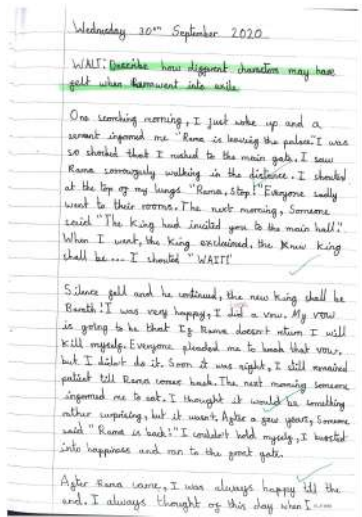 Wednesday 30th September 2020
WALT: Describe how different characters may have
felt when Rama went into exile
One scorching morning, I just woke up and a
servant informed me "Rama is leaving the palace." I was
so shocked that I rushed to the main gate. I saw
Rama sorrowgully walking in the distance. I shouted
at the top of my lungs "Rama, Stop!" Everyone sadly
went to their rooms. The next morning, Someone
said "The King had invited you to the main hall".
When I went, the King exclaimed, the new King
shall be... I shouted "WAIT!"
Silence fell and he continued, the new King shall be
Barath! I was very happy, I did a vow. My vow
is going to be that If Rama doesn't return I will
kill myself. Everyone pleaded me to break that vow,
but I didn't do it. Soon it was night, I still remained
patient till Rama comes back. The next morning someone
informed me to eat. I thought it would be something
rather surprising, but it wasn't. After a few years, Someone
said "Rama is back!" I couldn't hold myself, I bursted
into happiness and ran to the great gate.
After Rama came, I was always happy till the
end. I always thought of this day when I